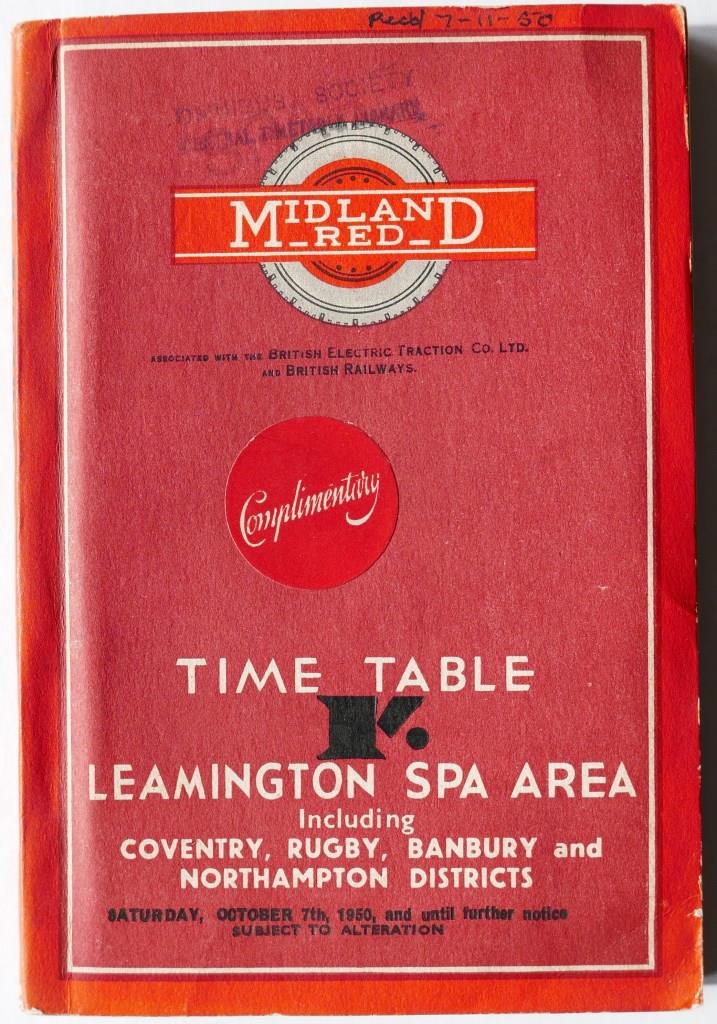 Recd 7-11-50
OMNIBUS SOCIETY
MIDLAND
RED
ASSOCIATED WITH THE BRITISH ELECTRIC TRACTION CO. LTD.
AND BRITISH RAILWAYS.
Complimentary
TIME TABLE
1/-
LEAMINGTON SPA AREA
Including
COVENTRY, RUGBY, BANBURY and
NORTHAMPTON DISTRICTS
SATURDAY, OCTOBER 7th, 1950, and until further notice
SUBJECT TO ALTERATION